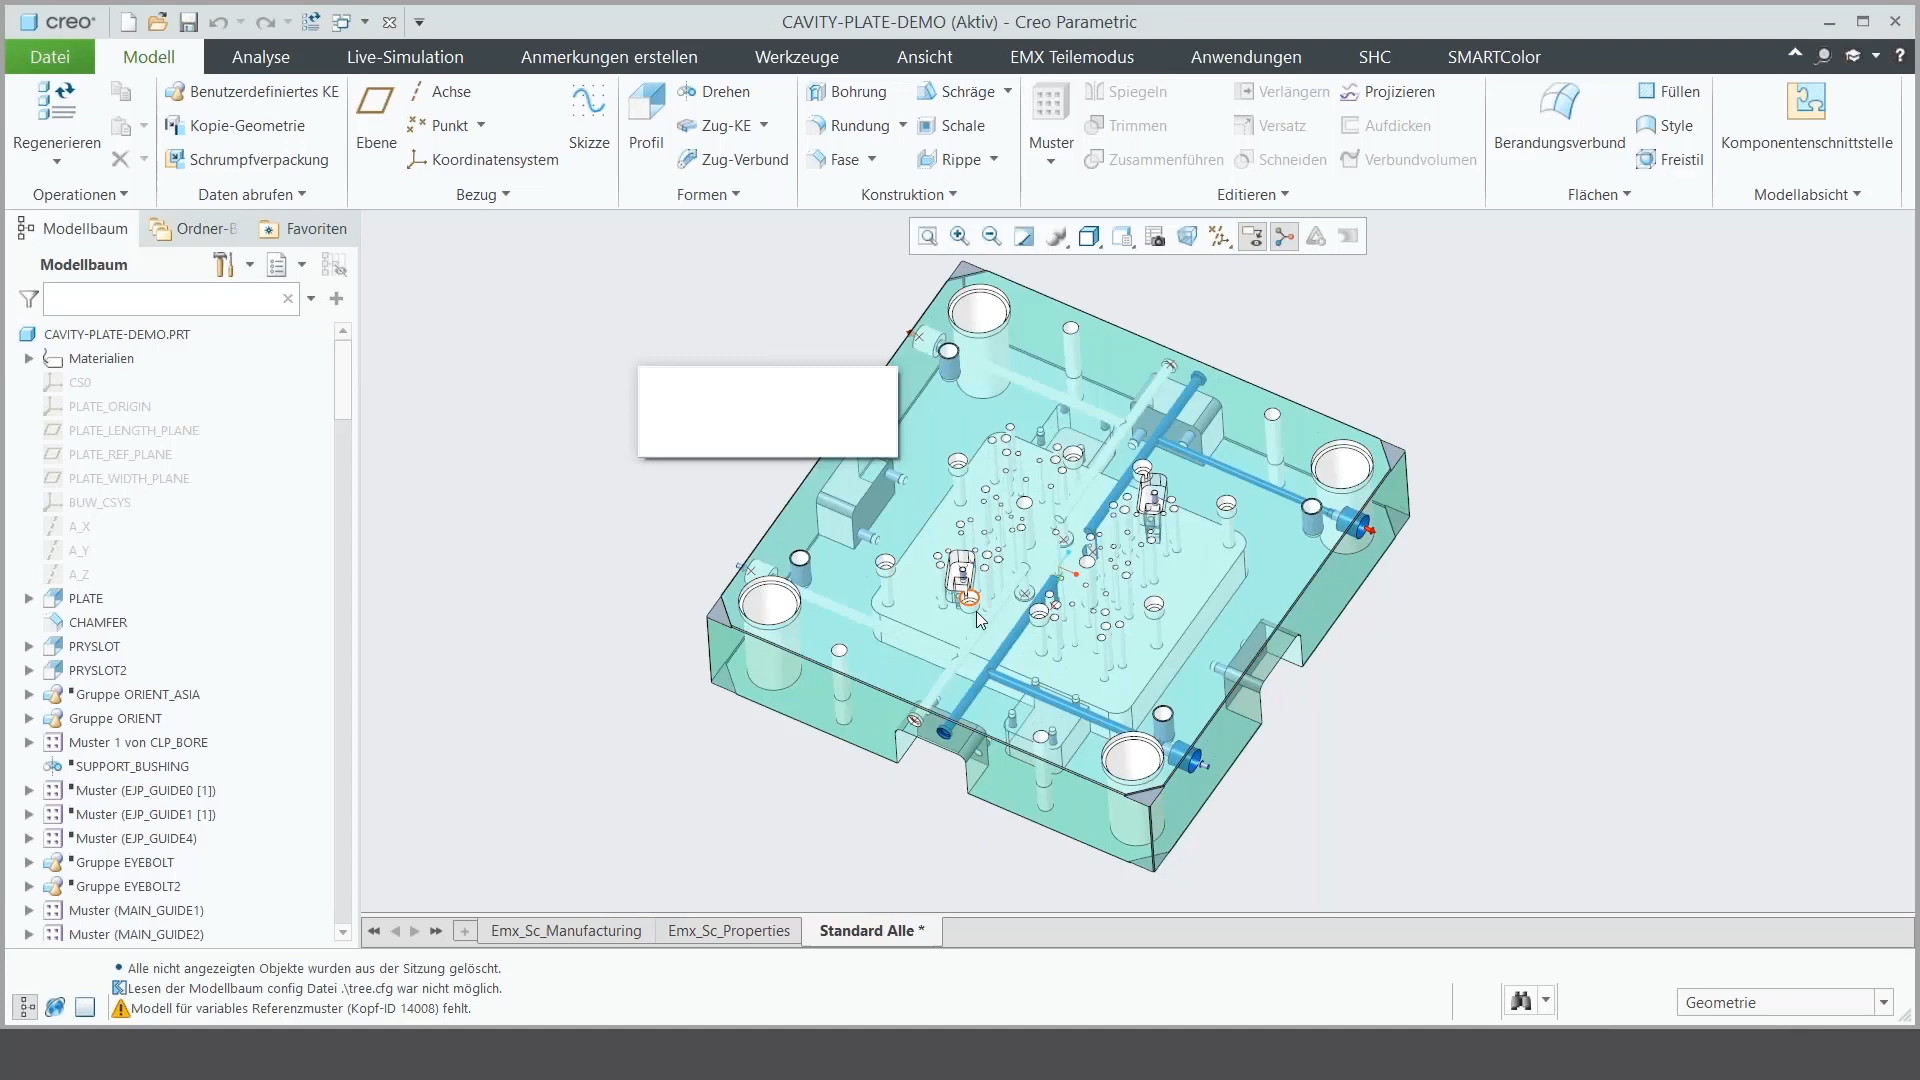 creo
CAVITY-PLATE-DEMO (Aktiv) - Creo Parametric
Datei
Modell
Analyse
Live-Simulation
Anmerkungen erstellen
Werkzeuge
Ansicht
EMX Teilemodus
Anwendungen
SHC
SMARTColor
Regenerieren
Operationen
Benutzerdefiniertes KE
Kopie-Geometrie
Schrumpfverpackung
Daten abrufen
Ebene
Achse
Punkt
Koordinatensystem
Skizze
Bezug
Profil
Drehen
Zug-KE
Zug-Verbund
Formen
Bohrung
Rundung
Fase
Schräge
Schale
Rippe
Konstruktion
Muster
Spiegeln
Trimmen
Zusammenführen
Verlängern
Versatz
Schneiden
Projizieren
Aufdicken
Verbundvolumen
Editieren
Berandungsverbund
Füllen
Style
Freistil
Flächen
Komponentenschnittstelle
Modellabsicht
Modellbaum
Ordner-B
Favoriten
Modellbaum
CAVITY-PLATE-DEMO.PRT
Materialien
CS0
PLATE_ORIGIN
PLATE_LENGTH_PLANE
PLATE_REF_PLANE
PLATE_WIDTH_PLANE
BUW_CSYS
A_X
A_Y
A_Z
PLATE
CHAMFER
PRYSLOT
PRYSLOT2
Gruppe ORIENT_ASIA
Gruppe ORIENT
Muster 1 von CLP_BORE
SUPPORT_BUSHING
Muster (EJP_GUIDE0 [1])
Muster (EJP_GUIDE1 [1])
Muster (EJP_GUIDE4)
Gruppe EYEBOLT
Gruppe EYEBOLT2
Muster (MAIN_GUIDE1)
Muster (MAIN_GUIDE2)
Emx_Sc_Manufacturing
Emx_Sc_Properties
Standard Alle *
Alle nicht angezeigten Objekte wurden aus der Sitzung gelöscht.
Lesen der Modellbaum config Datei .\tree.cfg war nicht möglich.
Modell für variables Referenzmuster (Kopf-ID 14008) fehlt.
Geometrie